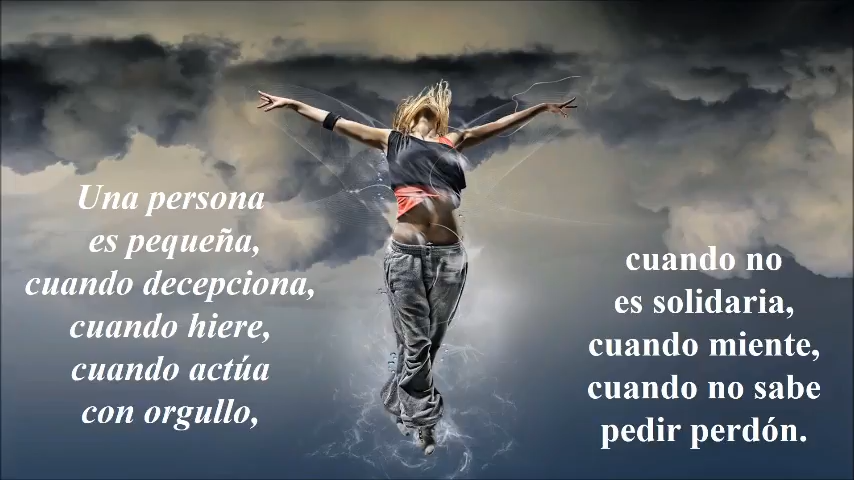 Una persona
es pequeña,
cuando decepciona,
cuando hiere,
cuando actúa
con orgullo,
cuando no
es solidaria,
cuando miente,
cuando no sabe
pedir perdón.